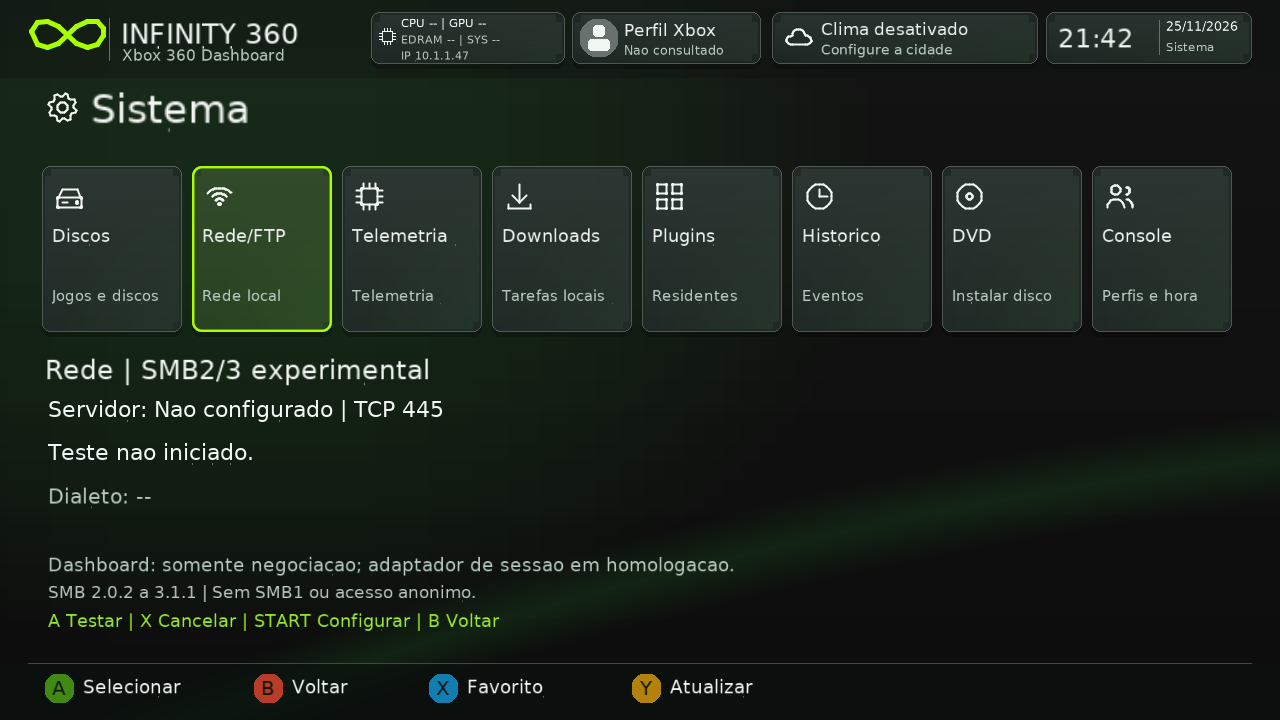 INFINITY 360
Xbox 360 Dashboard
CPU -- | GPU --
EDRAM -- | SYS --
IP 10.1.1.47
Perfil Xbox
Nao consultado
Clima desativado
Configure a cidade
21:42
25/11/2026
Sistema
Sistema
Discos
Jogos e discos
Rede/FTP
Rede local
Telemetria
Telemetria
Downloads
Tarefas locais
Plugins
Residentes
Historico
Eventos
DVD
Instalar disco
Console
Perfis e hora
Rede | SMB2/3 experimental
Servidor: Nao configurado | TCP 445
Teste nao iniciado.
Dialeto: --
Dashboard: somente negociacao; adaptador de sessao em homologacao.
SMB 2.0.2 a 3.1.1 | Sem SMB1 ou acesso anonimo.
A Testar | X Cancelar | START Configurar | B Voltar
A Selecionar
B Voltar
X Favorito
Y Atualizar